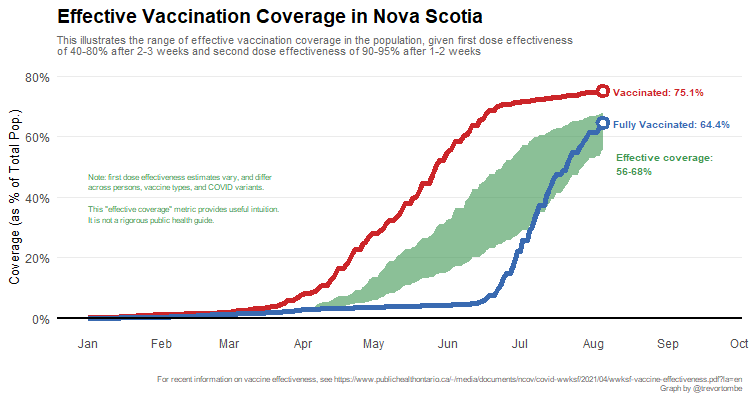 Effective Vaccination Coverage in Nova Scotia
This illustrates the range of effective vaccination coverage in the population, given first dose effectiveness
of 40-80% after 2-3 weeks and second dose effectiveness of 90-95% after 1-2 weeks
Coverage (as % of Total Pop.)
80%
60%
40%
20%
0%
Vaccinated: 75.1%
Fully Vaccinated: 64.4%
Effective coverage:
56-68%
Note: first dose effectiveness estimates vary, and differ
across persons, vaccine types, and COVID variants.
This "effective coverage" metric provides useful intuition.
It is not a rigorous public health guide.
Jan Feb Mar Apr May Jun Jul Aug Sep Oct
For recent information on vaccine effectiveness, see https://www.publichealthontario.ca/-/media/documents/ncov/covid-wwksf/2021/04/wwksf-vaccine-effectiveness.pdf?la=en
Graph by @trevortombe